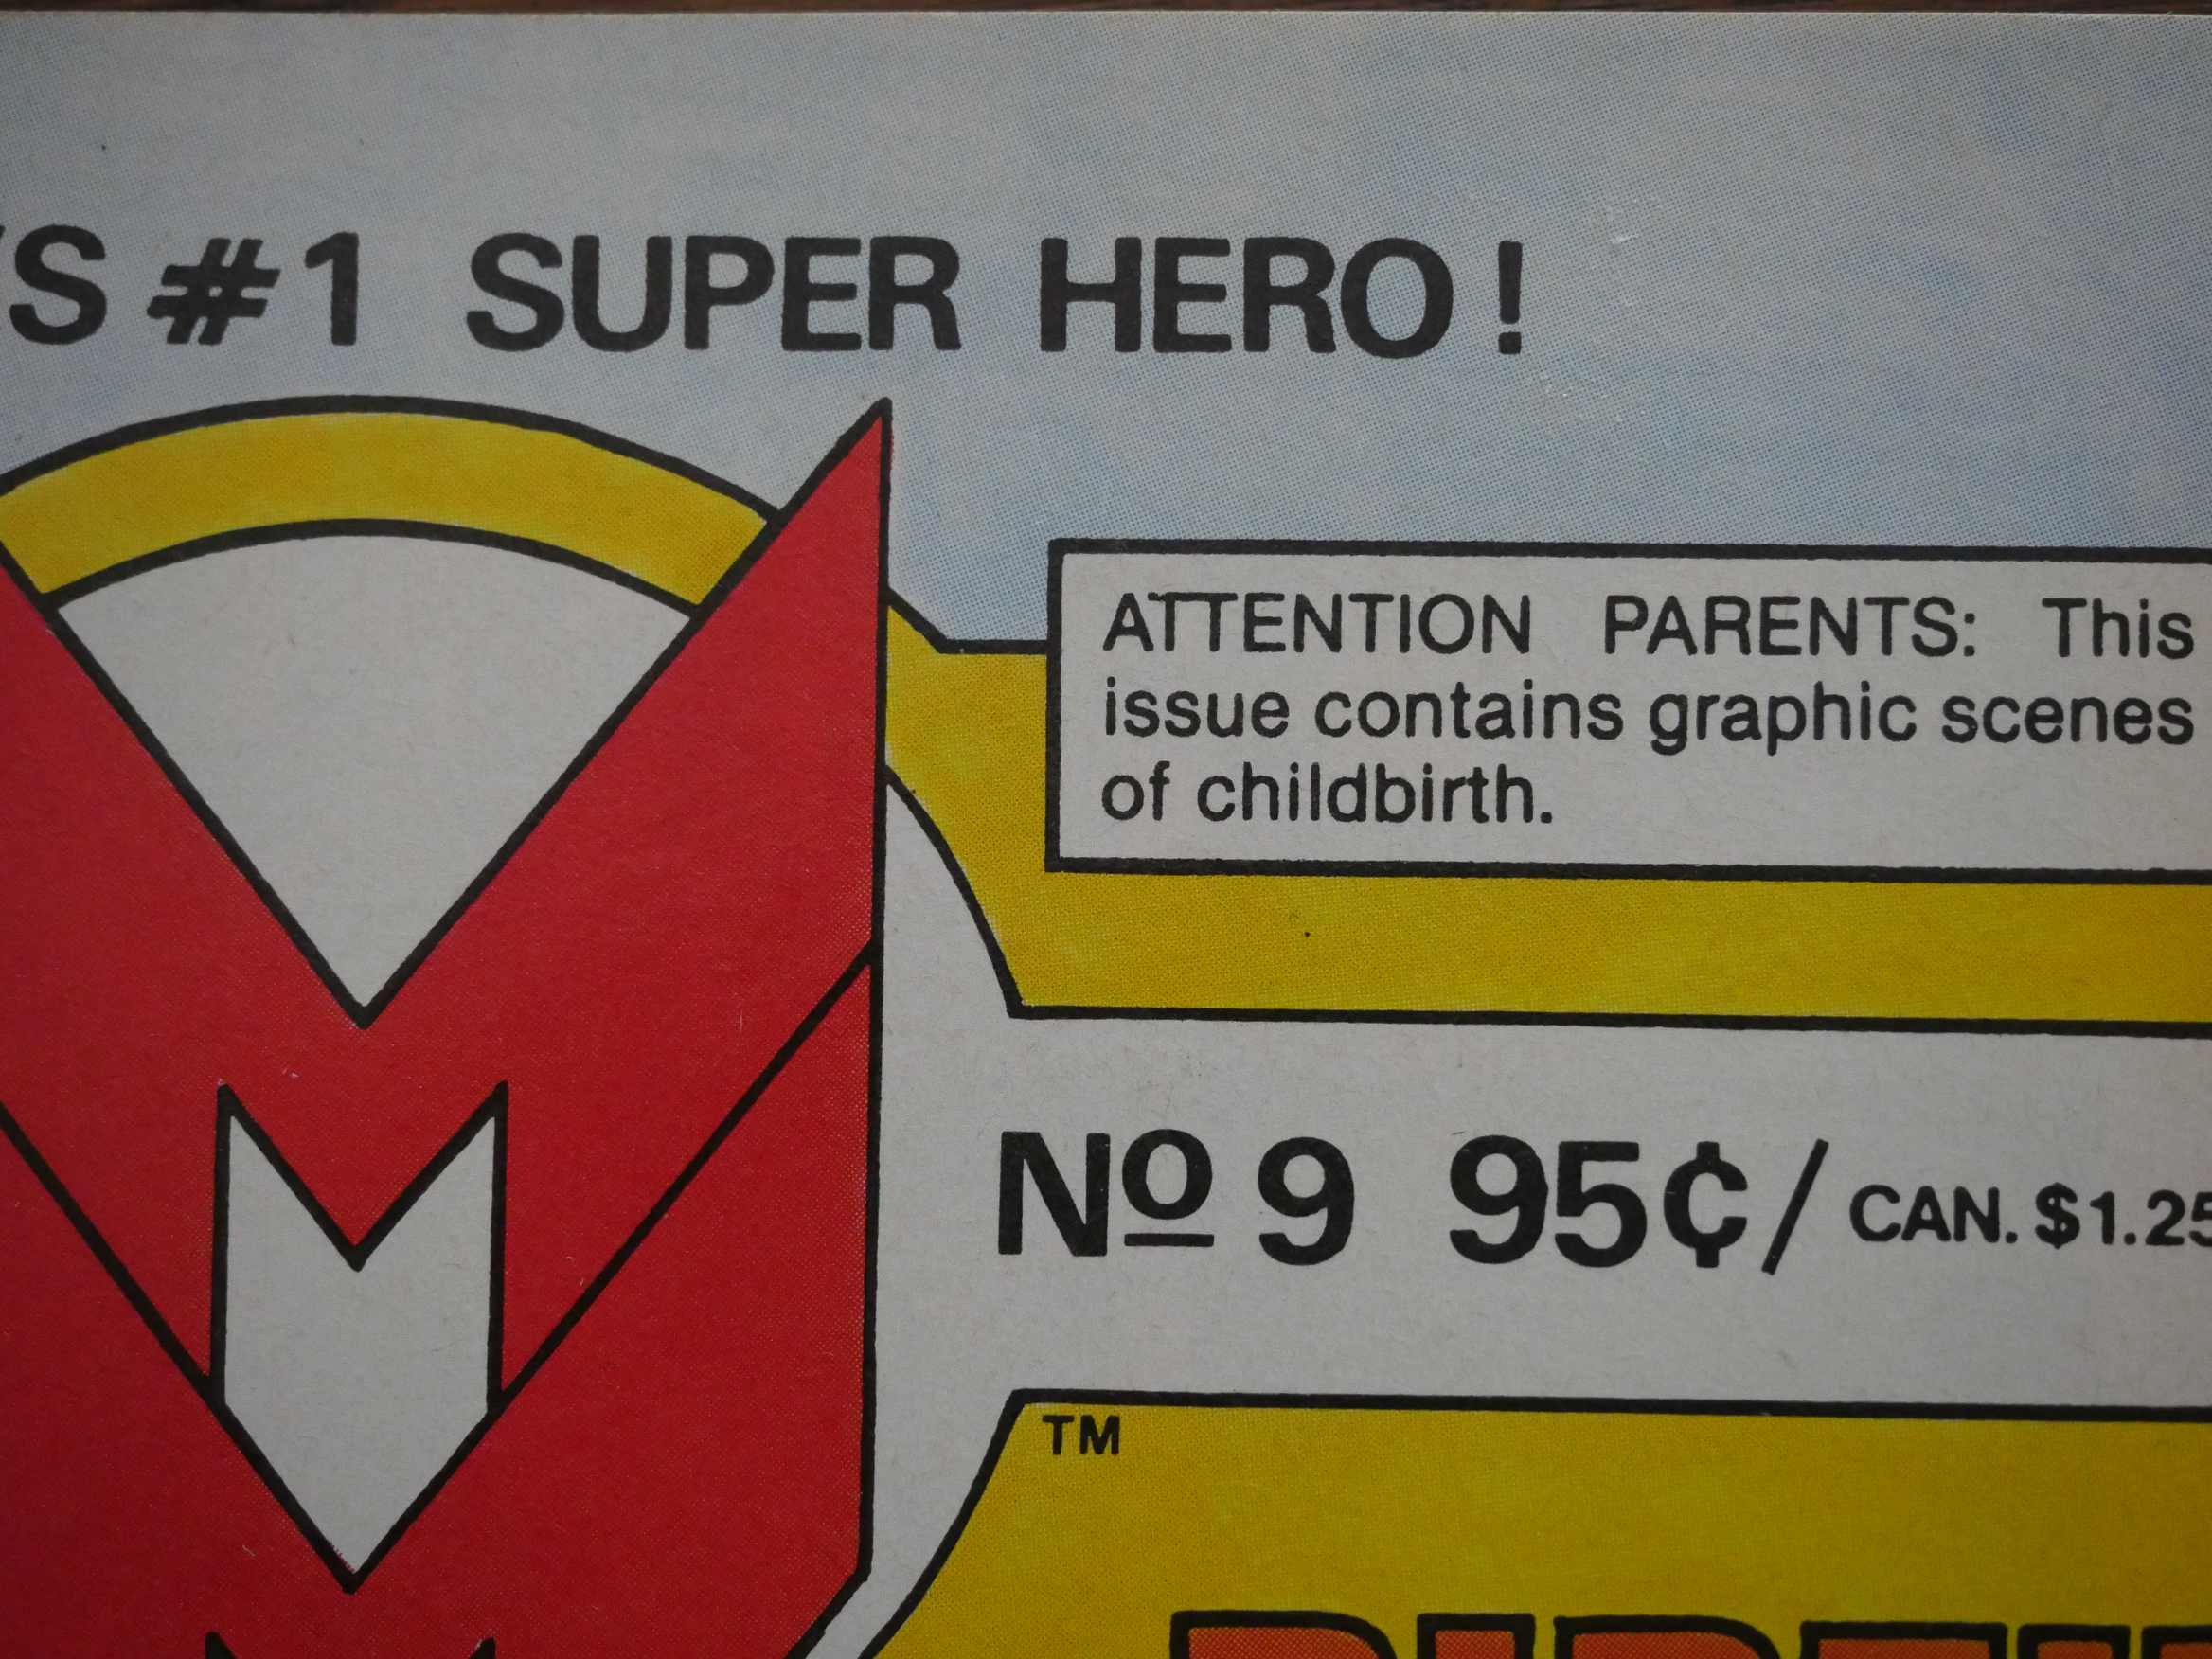 'S #1 SUPER HERO!
ATTENTION PARENTS: This
issue contains graphic scenes
of childbirth.
Nº 9 95¢/ CAN. $1.25
TM